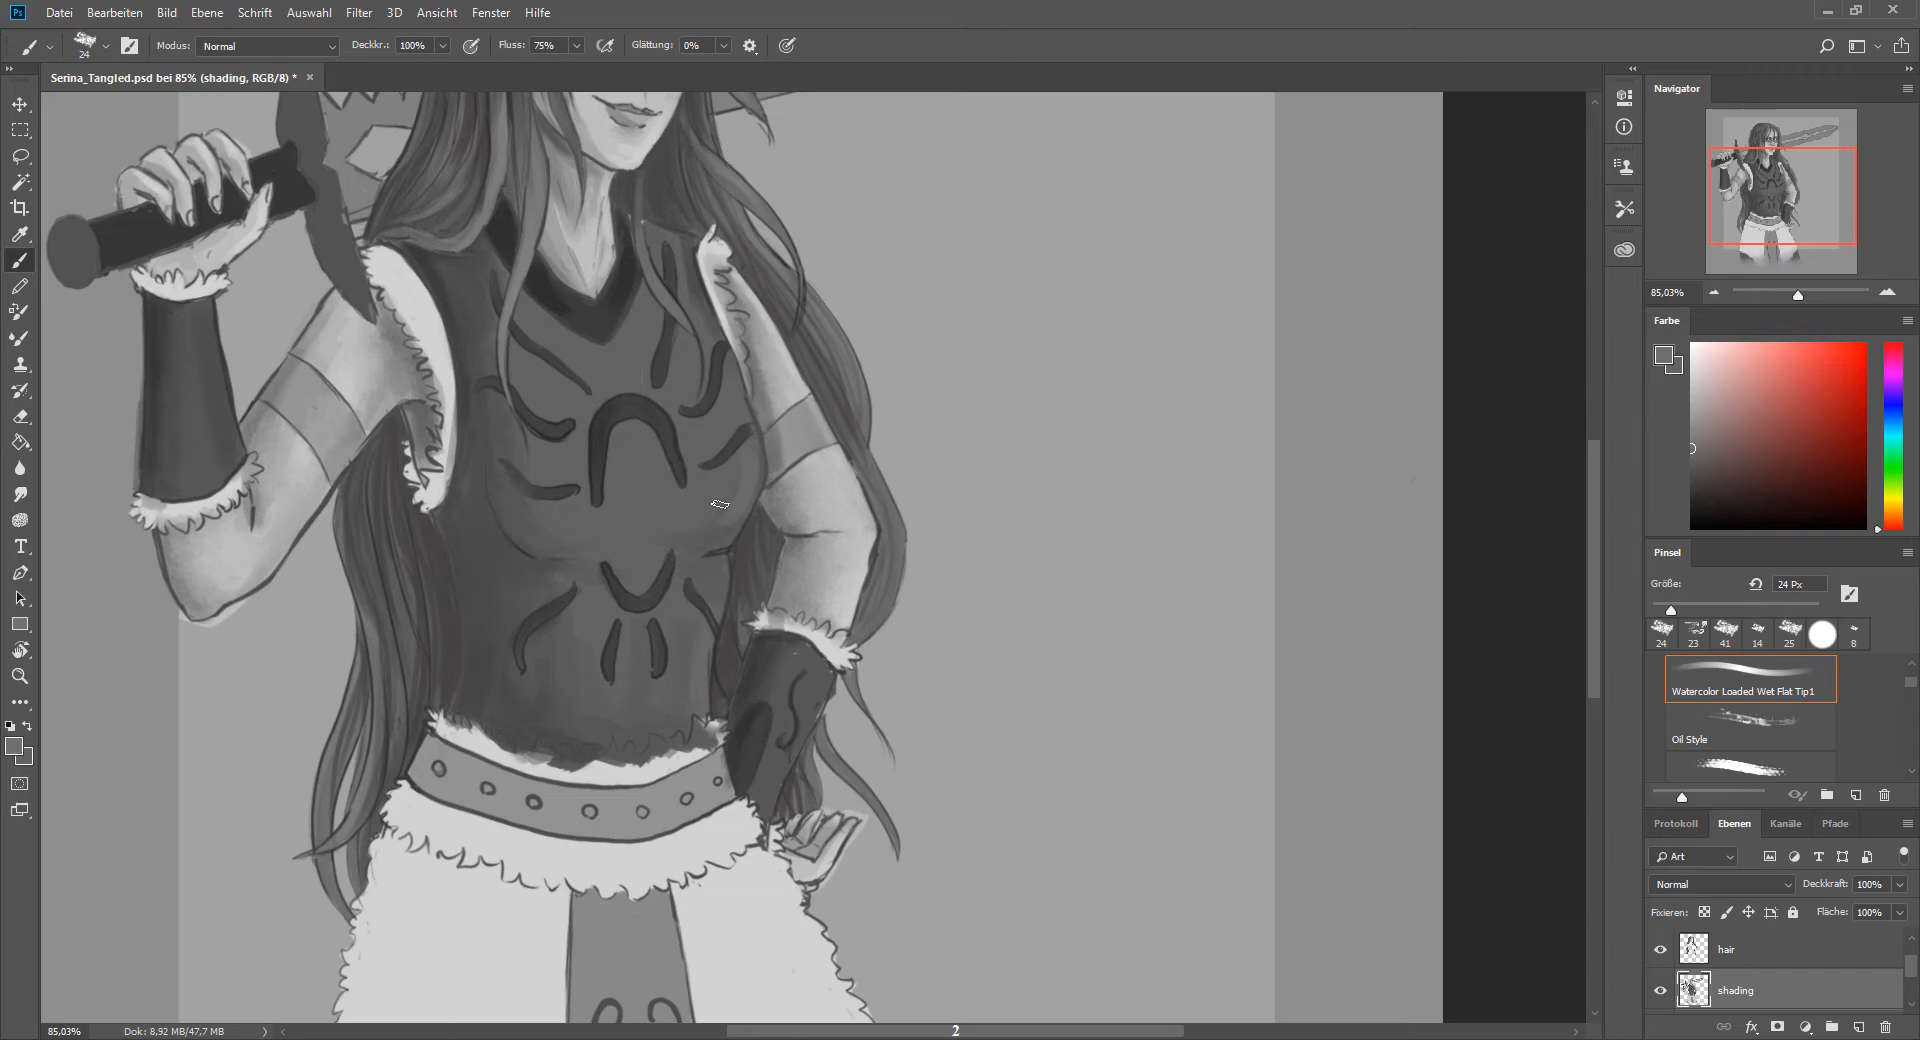 Ps Datei Bearbeiten Bild Ebene Schrift Auswahl Filter 3D Ansicht Fenster Hilfe
24 Modus: Normal Deckkr.: 100% Fluss: 75% Glättung: 0%
Serina_Tangled.psd bei 85% (shading, RGB/8) *
Navigator
85,03%
Farbe
Pinsel
Größe: 24 Px
24 23 41 14 25 8
Watercolor Loaded Wet Flat Tip1
Oil Style
Protokoll Ebenen Kanäle Pfade
Art
Normal Deckkraft: 100%
Fixieren: Fläche: 100%
hair
shading
85,03% Dok: 8,92 MB/47,7 MB 2